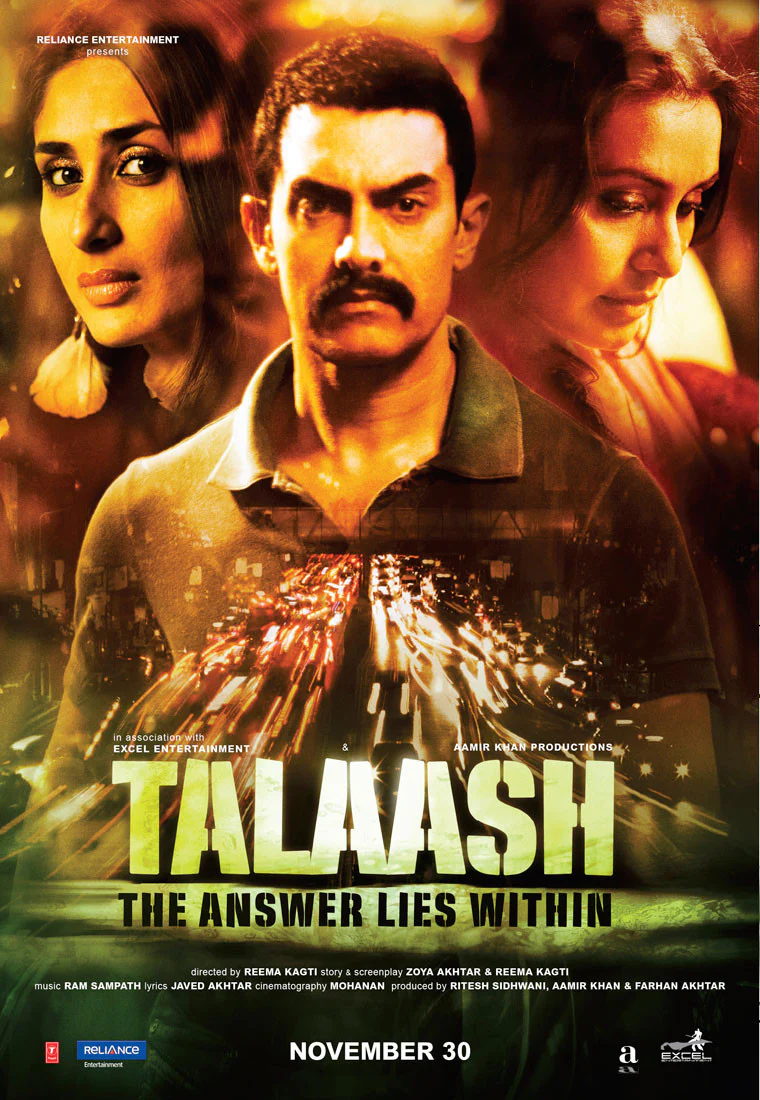 RELIANCE ENTERTAINMENT
presents
in association with
EXCEL ENTERTAINMENT & AAMIR KHAN PRODUCTIONS
TALAASH
THE ANSWER LIES WITHIN
directed by REEMA KAGTI story & screenplay ZOYA AKHTAR & REEMA KAGTI
music RAM SAMPATH lyrics JAVED AKHTAR cinematography MOHANAN produced by RITESH SIDHWANI, AAMIR KHAN & FARHAN AKHTAR
T
RELIANCE
Entertainment
NOVEMBER 30
a
EXCEL
ENTERTAINMENT